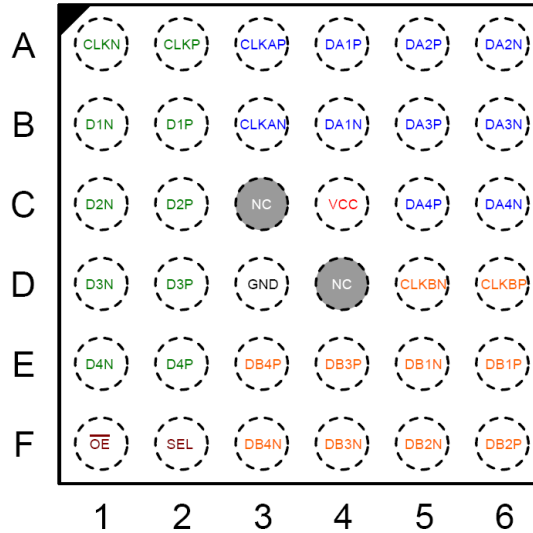 A CLKN CLKP CLKAP DA1P DA2P DA2N
B D1N D1P CLKAN DA1N DA3P DA3N
C D2N D2P NC VCC DA4P DA4N
D D3N D3P GND NC CLKBN CLKBP
E D4N D4P DB4P DB3P DB1N DB1P
F O̅E̅ SEL DB4N DB3N DB2N DB2P
1 2 3 4 5 6